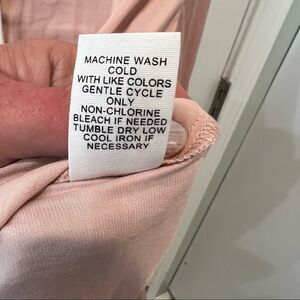 MACHINE WASH
COLD
WITH LIKE COLORS
GENTLE CYCLE
ONLY
NON-CHLORINE
BLEACH IF NEEDED
TUMBLE DRY LOW
COOL IRON IF
NECESSARY